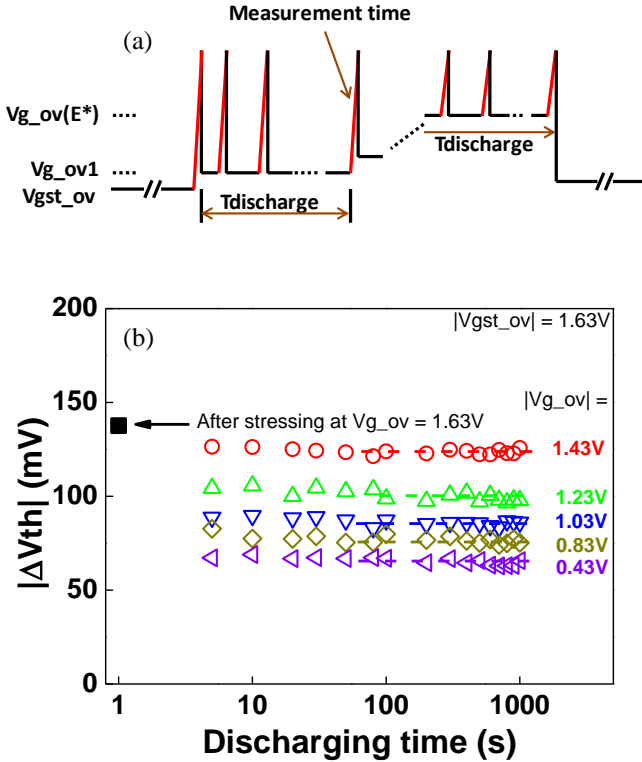 Measurement time
(a)
Vg_ov(E*)
Vg_ov1
Vgst_ov
Tdischarge
Tdischarge
200
150
100
50
0
|ΔVth| (mV)
(b)
|Vgst_ov| = 1.63V
|Vg_ov| =
After stressing at Vg_ov = 1.63V
1.43V
1.23V
1.03V
0.83V
0.43V
1
10
100
1000
Discharging time (s)